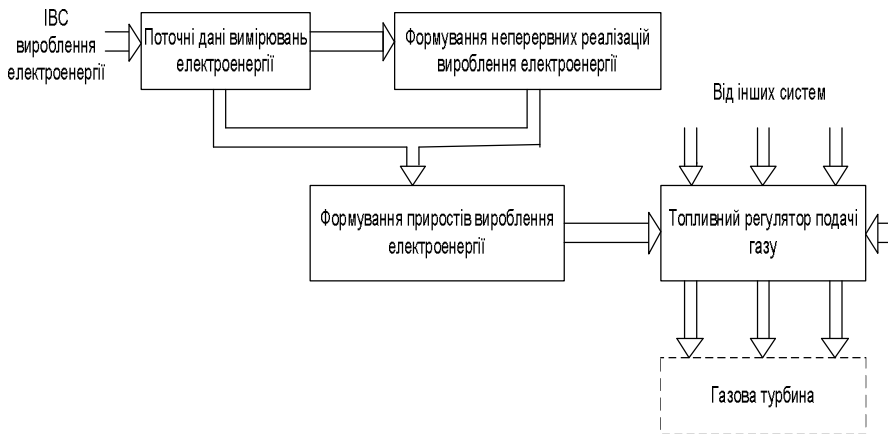 ІВС
вироблення
електроенергії
Поточні дані вимірювань
електроенергії
Формування неперервних реалізацій
вироблення електроенергії
Від інших систем
Формування приростів вироблення
електроенергії
Топливний регулятор подачі
газу
Газова турбина